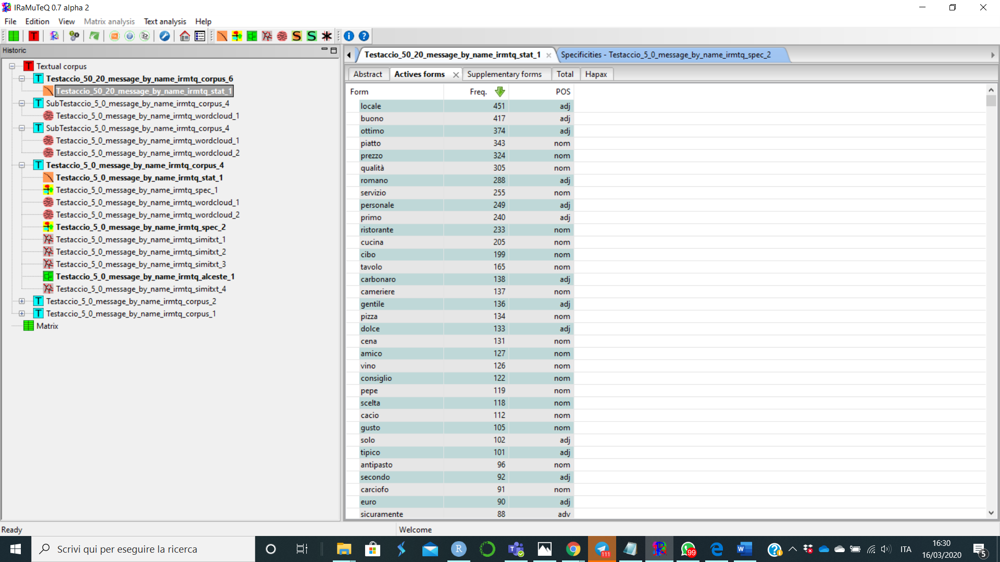 IRaMuTeQ 0.7 alpha 2
File Edition View Matrix analysis Text analysis Help
Historic
Textual corpus
Testaccio_50_20_message_by_name_irmtq_corpus_6
Testaccio_50_20_message_by_name_irmtq_stat_1
SubTestaccio_5_0_message_by_name_irmtq_corpus_4
Testaccio_5_0_message_by_name_irmtq_wordcloud_1
SubTestaccio_5_0_message_by_name_irmtq_corpus_4
Testaccio_5_0_message_by_name_irmtq_wordcloud_1
Testaccio_5_0_message_by_name_irmtq_wordcloud_2
Testaccio_5_0_message_by_name_irmtq_corpus_4
Testaccio_5_0_message_by_name_irmtq_stat_1
Testaccio_5_0_message_by_name_irmtq_spec_1
Testaccio_5_0_message_by_name_irmtq_wordcloud_1
Testaccio_5_0_message_by_name_irmtq_wordcloud_2
Testaccio_5_0_message_by_name_irmtq_spec_2
Testaccio_5_0_message_by_name_irmtq_simitxt_1
Testaccio_5_0_message_by_name_irmtq_simitxt_2
Testaccio_5_0_message_by_name_irmtq_simitxt_3
Testaccio_5_0_message_by_name_irmtq_alceste_1
Testaccio_5_0_message_by_name_irmtq_simitxt_4
Testaccio_5_0_message_by_name_irmtq_corpus_2
Testaccio_5_0_message_by_name_irmtq_corpus_1
Matrix
Testaccio_50_20_message_by_name_irmtq_stat_1 Specificities - Testaccio_5_0_message_by_name_irmtq_spec_2
Abstract Actives forms Supplementary forms Total Hapax
Form Freq. POS
locale 451 adj
buono 417 adj
ottimo 374 adj
piatto 343 nom
prezzo 324 nom
qualità 305 nom
romano 288 adj
servizio 255 nom
personale 249 adj
primo 240 adj
ristorante 233 nom
cucina 205 nom
cibo 199 nom
tavolo 165 nom
carbonaro 138 adj
cameriere 137 nom
gentile 136 adj
pizza 134 nom
dolce 133 adj
cena 131 nom
amico 127 nom
vino 126 nom
consiglio 122 nom
pepe 119 nom
scelta 118 nom
cacio 112 nom
gusto 105 nom
solo 102 adj
tipico 101 adj
antipasto 96 nom
secondo 92 adj
carciofo 91 nom
euro 90 adj
sicuramente 88 adv
Ready Welcome
Scrivi qui per eseguire la ricerca
111
99
ITA
16:30
16/03/2020
5